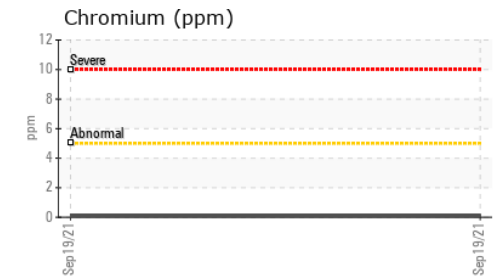 Chromium (ppm)
12
Severe
10
8
ppm
6
Abnormal
4
2
0
Sep19/21
Sep19/21